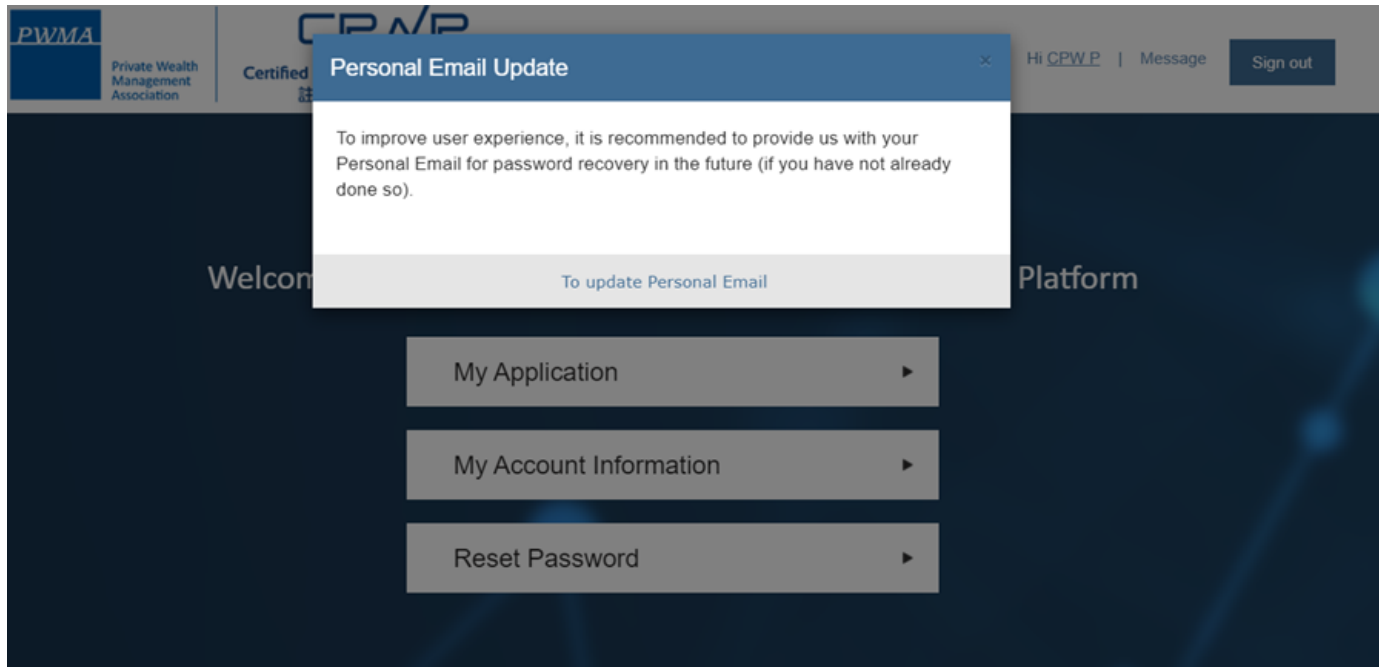 PWMA
Private Wealth
Management
Association
CPWP
Certified
註
Hi CPW P | Message
Sign out
Personal Email Update
×
To improve user experience, it is recommended to provide us with your
Personal Email for password recovery in the future (if you have not already
done so).
To update Personal Email
Platform
My Application
My Account Information
Reset Password